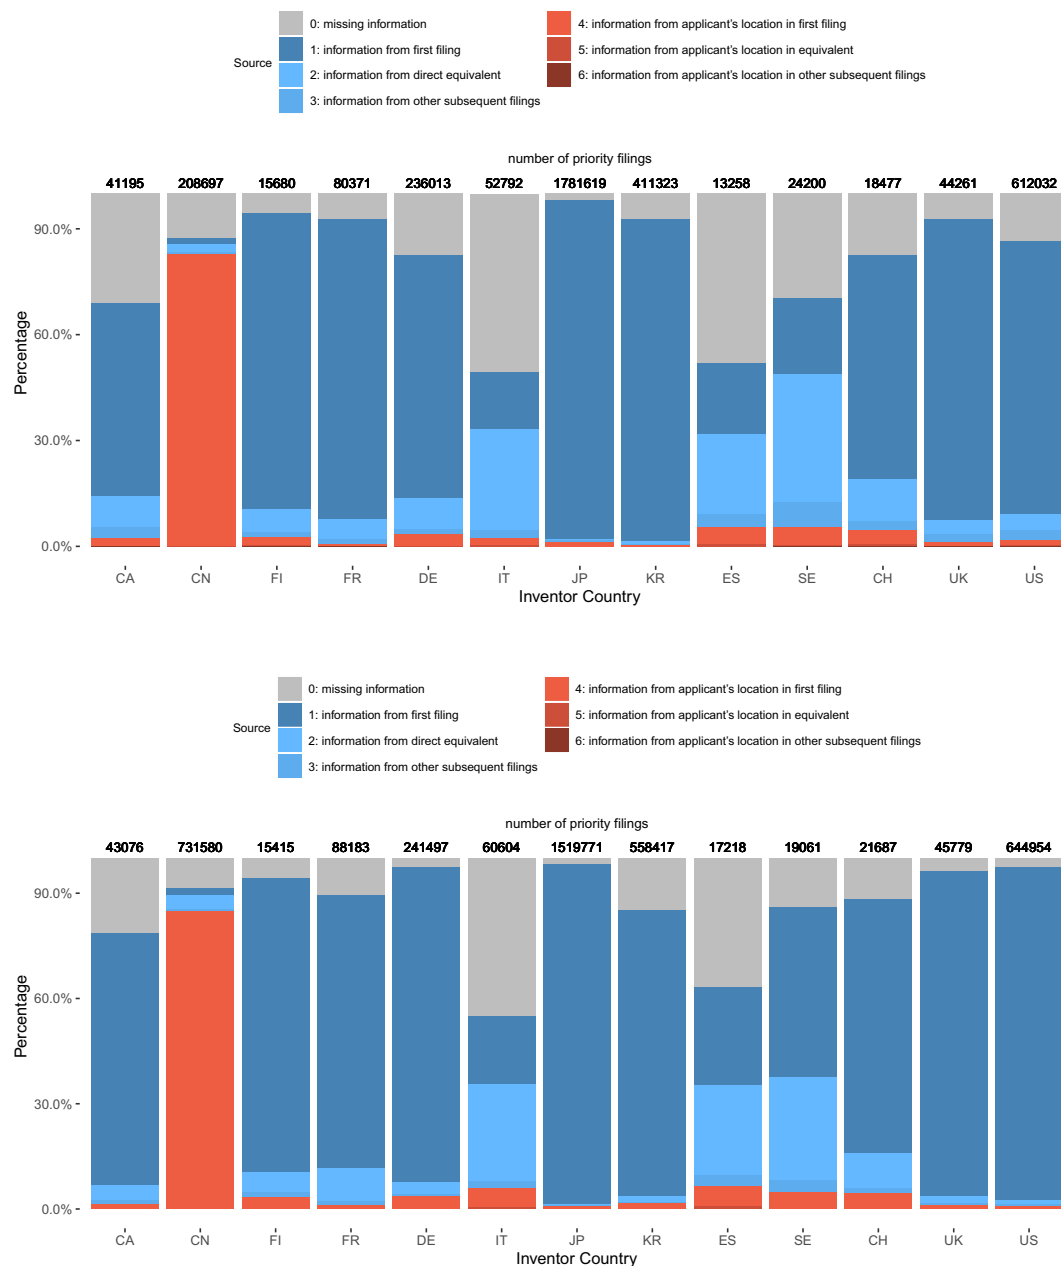 0: missing information
1: information from first filing
Source
2: information from direct equivalent
3: information from other subsequent filings
4: information from applicant's location in first filing
5: information from applicant's location in equivalent
6: information from applicant's location in other subsequent filings
number of priority filings
41195 208697 15680 80371 236013 52792 1781619 411323 13258 24200 18477 44261 612032
Percentage
90.0%
60.0%
30.0%
0.0%
CA CN FI FR DE IT JP KR ES SE CH UK US
Inventor Country
0: missing information
1: information from first filing
Source
2: information from direct equivalent
3: information from other subsequent filings
4: information from applicant's location in first filing
5: information from applicant's location in equivalent
6: information from applicant's location in other subsequent filings
number of priority filings
43076 731580 15415 88183 241497 60604 1519771 558417 17218 19061 21687 45779 644954
Percentage
90.0%
60.0%
30.0%
0.0%
CA CN FI FR DE IT JP KR ES SE CH UK US
Inventor Country